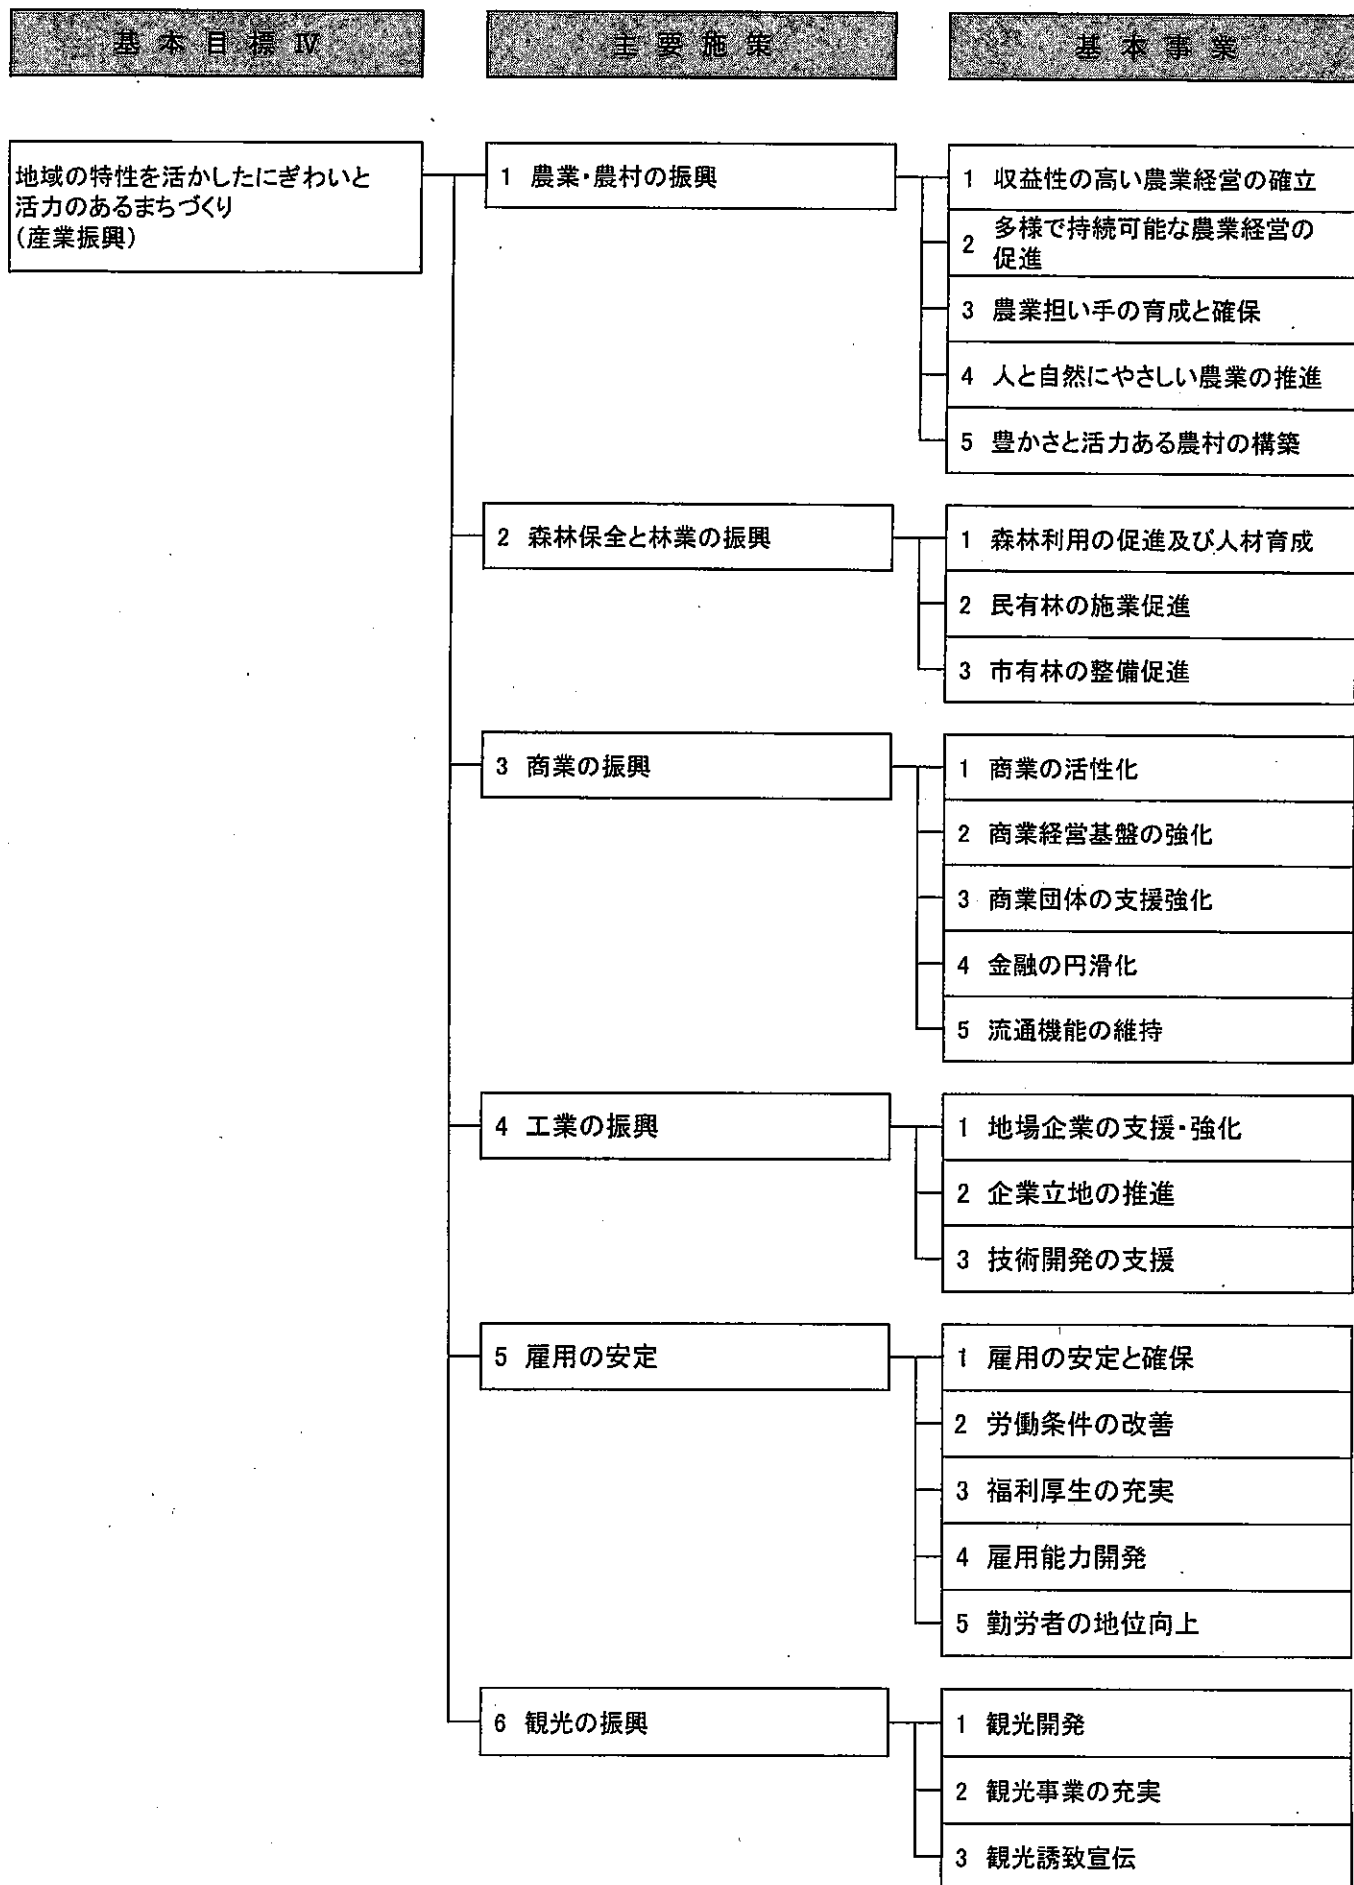 基本目標Ⅳ
主要施策
基本事業
地域の特性を活かしたにぎわいと
活力のあるまちづくり
(産業振興)
1 農業・農村の振興
1 収益性の高い農業経営の確立
2 多様で持続可能な農業経営の
促進
3 農業担い手の育成と確保
4 人と自然にやさしい農業の推進
5 豊かさと活力ある農村の構築
2 森林保全と林業の振興
1 森林利用の促進及び人材育成
2 民有林の施業促進
3 市有林の整備促進
3 商業の振興
1 商業の活性化
2 商業経営基盤の強化
3 商業団体の支援強化
4 金融の円滑化
5 流通機能の維持
4 工業の振興
1 地場企業の支援・強化
2 企業立地の推進
3 技術開発の支援
5 雇用の安定
1 雇用の安定と確保
2 労働条件の改善
3 福利厚生の充実
4 雇用能力開発
5 勤労者の地位向上
6 観光の振興
1 観光開発
2 観光事業の充実
3 観光誘致宣伝